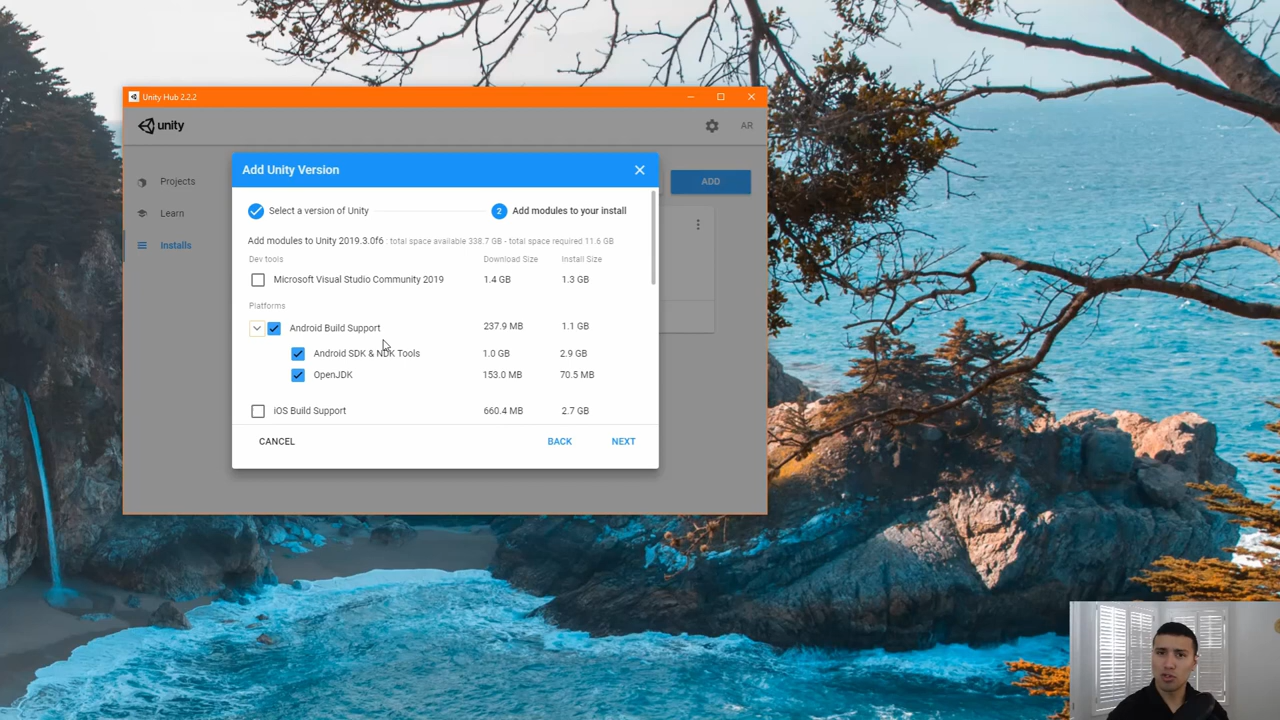 Unity Hub 2.2.2
unity
AR
Add Unity Version
Projects
ADD
Select a version of Unity
2
Add modules to your install
Learn
Add modules to Unity 2019.3.0f6 : total space available 338.7 GB - total space required 11.6 GB
Installs
Dev tools Download Size Install Size
Microsoft Visual Studio Community 2019 1.4 GB 1.3 GB
Platforms
Android Build Support 237.9 MB 1.1 GB
Android SDK & NDK Tools 1.0 GB 2.9 GB
OpenJDK 153.0 MB 70.5 MB
iOS Build Support 660.4 MB 2.7 GB
CANCEL BACK NEXT